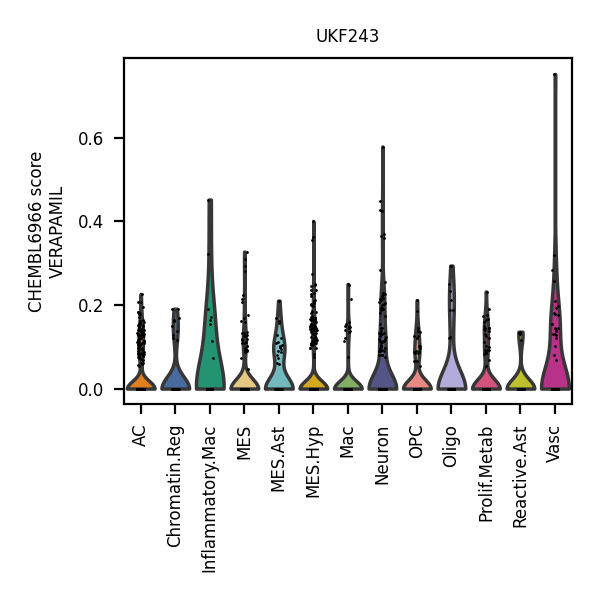 UKF243
CHEMBL6966 score
VERAPAMIL
0.6
0.4
0.2
0.0
AC
Chromatin.Reg
Inflammatory.Mac
MES
MES.Ast
MES.Hyp
Mac
Neuron
OPC
Oligo
Prolif.Metab
Reactive.Ast
Vasc